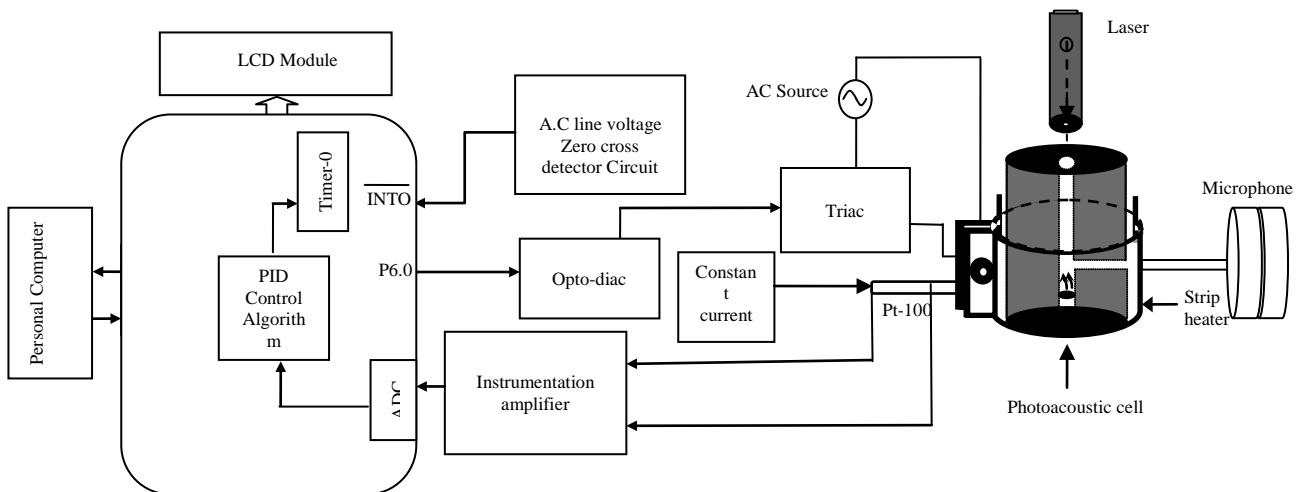 Laser
LCD Module
AC Source
A.C line voltage
Zero cross
detector Circuit
Timer-0
INTO
Microphone
Triac
Personal Computer
PID
Control
Algorith
m
P6.0
Opto-diac
Constan
t
current
Pt-100
Strip
heater
ADC
Instrumentation
amplifier
Photoacoustic cell